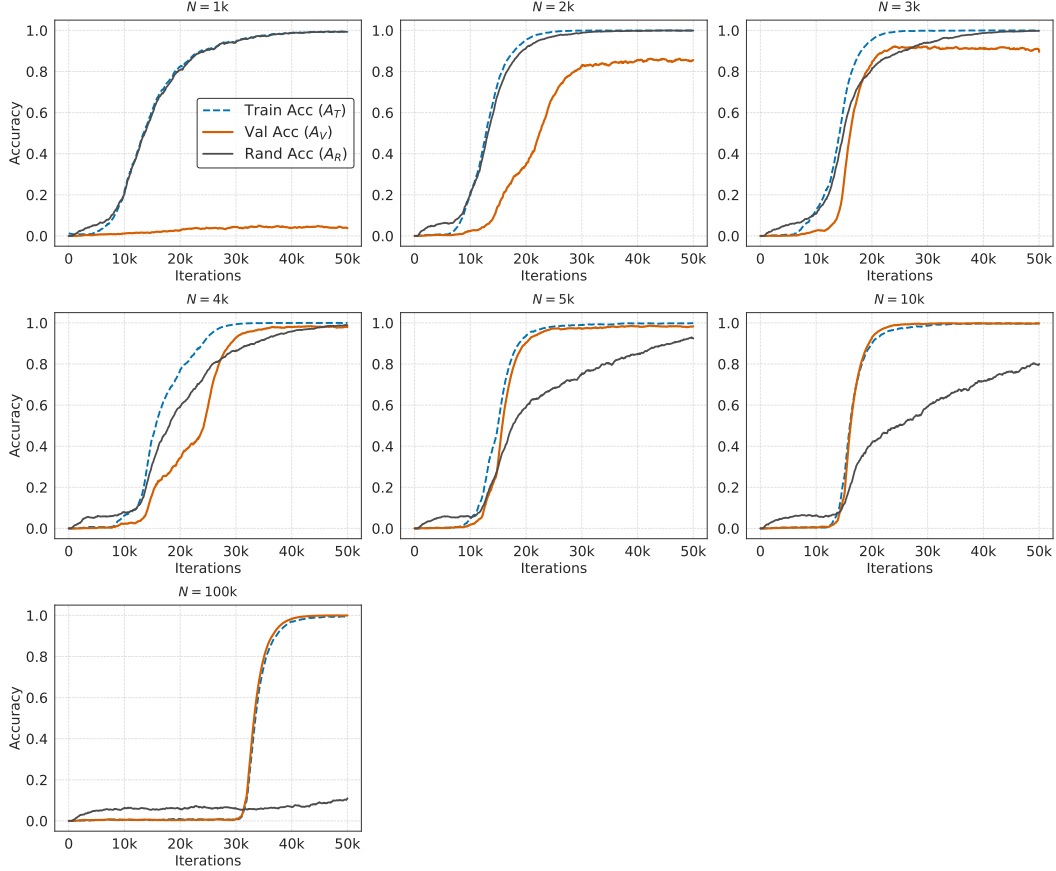 N = 1k
N = 2k
N = 3k
1.0
0.8
0.6
0.4
0.2
0.0
Accuracy
Train Acc (A_T)
Val Acc (A_V)
Rand Acc (A_R)
0 10k 20k 30k 40k 50k
Iterations
1.0
0.8
0.6
0.4
0.2
0.0
0 10k 20k 30k 40k 50k
Iterations
1.0
0.8
0.6
0.4
0.2
0.0
0 10k 20k 30k 40k 50k
Iterations
N = 4k
N = 5k
N = 10k
1.0
0.8
0.6
0.4
0.2
0.0
Accuracy
0 10k 20k 30k 40k 50k
Iterations
1.0
0.8
0.6
0.4
0.2
0.0
0 10k 20k 30k 40k 50k
Iterations
1.0
0.8
0.6
0.4
0.2
0.0
0 10k 20k 30k 40k 50k
Iterations
N = 100k
1.0
0.8
0.6
0.4
0.2
0.0
Accuracy
0 10k 20k 30k 40k 50k
Iterations